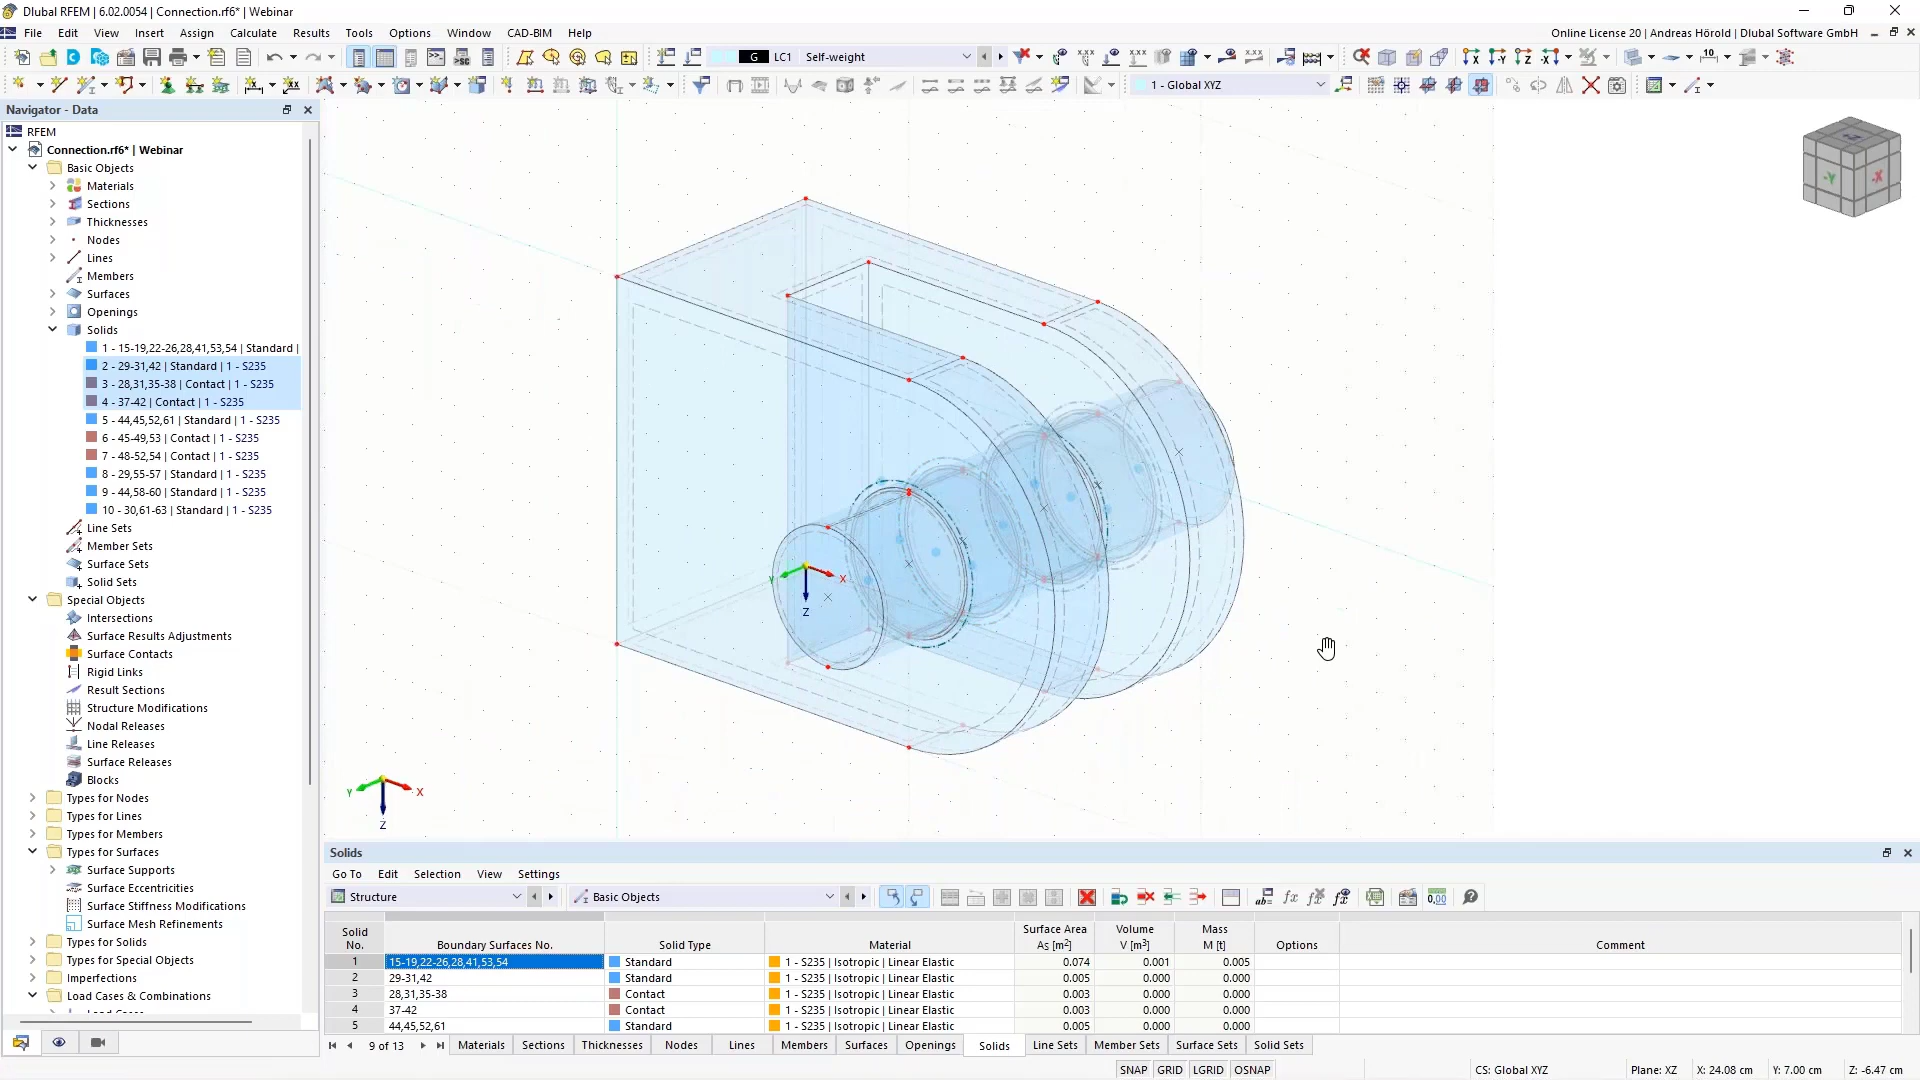 Dlubal RFEM | 6.02.0054 | Connection.rf6* | Webinar
File Edit View Insert Assign Calculate Results Tools Options Window CAD-BIM Help
Online License 20 | Andreas Hörold | Dlubal Software GmbH
G LC1 Self-weight
1 - Global XYZ
Navigator - Data
RFEM
Connection.rf6* | Webinar
Basic Objects
Materials
Sections
Thicknesses
Nodes
Lines
Members
Surfaces
Openings
Solids
1 - 15-19,22-26,28,41,53,54 | Standard |
2 - 29-31,42 | Standard | 1 - S235
3 - 28,31,35-38 | Contact | 1 - S235
4 - 37-42 | Contact | 1 - S235
5 - 44,45,52,61 | Standard | 1 - S235
6 - 45-49,53 | Contact | 1 - S235
7 - 48-52,54 | Contact | 1 - S235
8 - 29,55-57 | Standard | 1 - S235
9 - 44,58-60 | Standard | 1 - S235
10 - 30,61-63 | Standard | 1 - S235
Line Sets
Member Sets
Surface Sets
Solid Sets
Special Objects
Intersections
Surface Results Adjustments
Surface Contacts
Rigid Links
Result Sections
Structure Modifications
Nodal Releases
Line Releases
Surface Releases
Blocks
Types for Nodes
Types for Lines
Types for Members
Types for Surfaces
Surface Supports
Surface Eccentricities
Surface Stiffness Modifications
Surface Mesh Refinements
Types for Solids
Types for Special Objects
Imperfections
Load Cases & Combinations
-Y -X
Y X
Z
Y X
Z
Solids
Go To Edit Selection View Settings
Structure Basic Objects
Solid No. Boundary Surfaces No. Solid Type Material Surface Area As [m2] Volume V [m3] Mass M [t] Options Comment
1 15-19,22-26,28,41,53,54 Standard 1 - S235 | Isotropic | Linear Elastic 0.074 0.001 0.005
2 29-31,42 Standard 1 - S235 | Isotropic | Linear Elastic 0.005 0.000 0.000
3 28,31,35-38 Contact 1 - S235 | Isotropic | Linear Elastic 0.003 0.000 0.000
4 37-42 Contact 1 - S235 | Isotropic | Linear Elastic 0.003 0.000 0.000
5 44,45,52,61 Standard 1 - S235 | Isotropic | Linear Elastic 0.005 0.000 0.000
9 of 13 Materials Sections Thicknesses Nodes Lines Members Surfaces Openings Solids Line Sets Member Sets Surface Sets Solid Sets
SNAP GRID LGRID OSNAP CS: Global XYZ Plane: XZ X: 24.08 cm Y: 7.00 cm Z: -6.47 cm